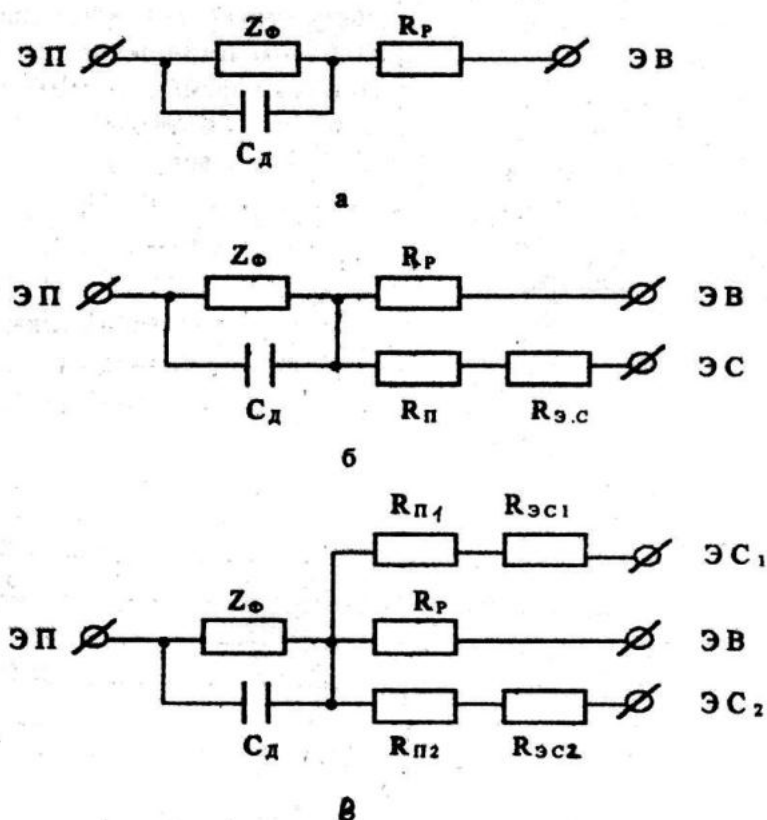 ZФ RР
ЭП ЭВ
CД
а
ZФ RР
ЭП ЭВ
ЭС
CД RП RЭ.С
б
RП1 RЭС1
ЭС1
ZФ RР
ЭП ЭВ
ЭС2
CД RП2 RЭС2
в